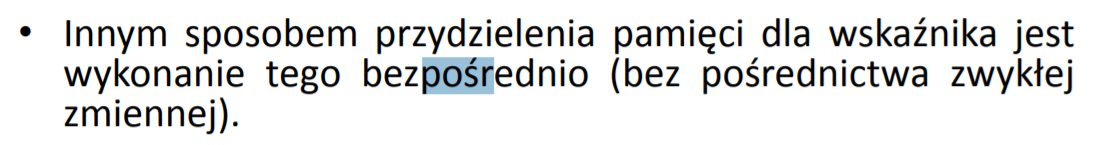 • Innym sposobem przydzielenia pamięci dla wskaźnika jest
wykonanie tego bezpośrednio (bez pośrednictwa zwykłej
zmiennej).